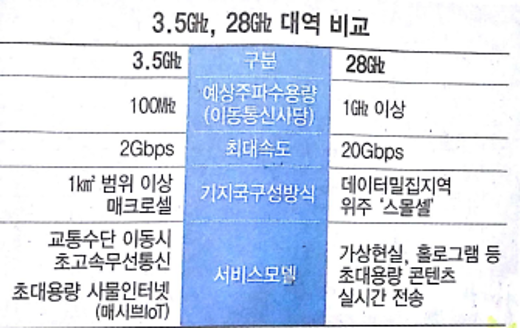 3.5㎓, 28㎓ 대역 비교
3.5㎓ 구분 28㎓
100㎒ 예상주파수용량 (이동통신사당) 1㎓ 이상
2Gbps 최대속도 20Gbps
1㎢ 범위 이상 매크로셀 기지국구성방식 데이터밀집지역 위주 '스몰셀'
교통수단 이동시
초고속무선통신
초대용량 사물인터넷
(매시브IoT)
서비스모델
가상현실, 홀로그램 등
초대용량 콘텐츠
실시간 전송